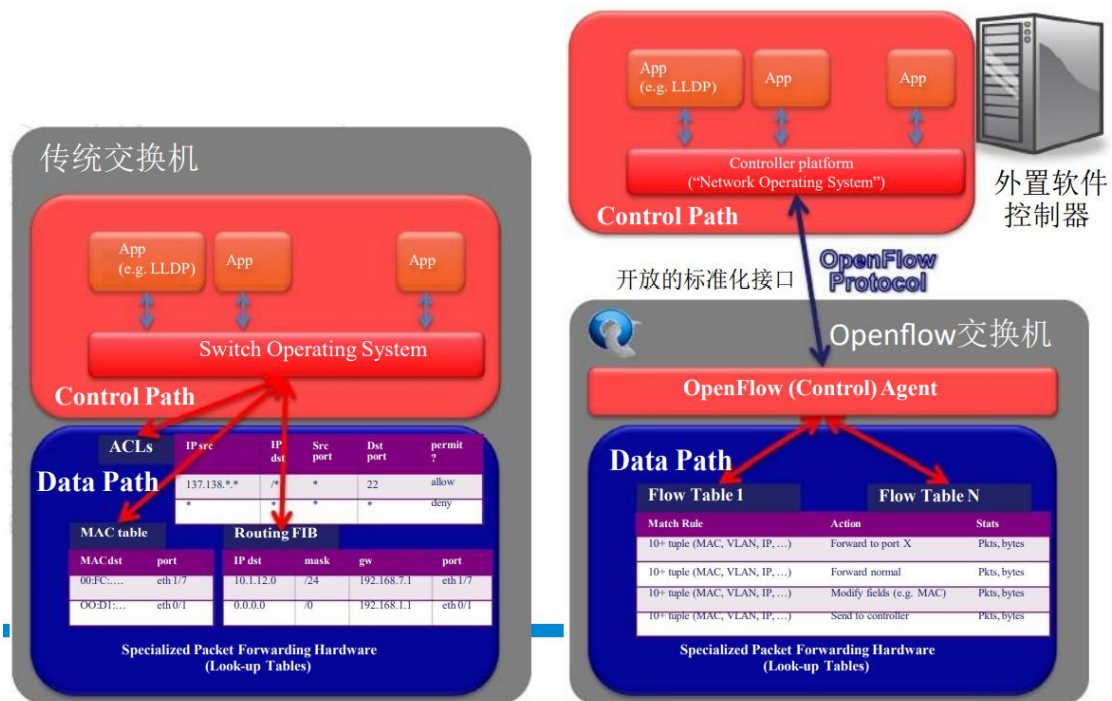 传统交换机
App
(e.g. LLDP)
App
App
Switch Operating System
Control Path
ACLs
IP src
IP
dst
Src
port
Dst
port
permit
?
137.138.*.*
/*
*
22
allow
*
*
*
*
deny
Data Path
MAC table
MACdst
port
00:FC:….
eth 1/7
OO:D1:…
eth 0/1
Routing FIB
IP dst
mask
gw
port
10.1.12.0
/24
192.168.7.1
eth 1/7
0.0.0.0
/0
192.168.1.1
eth 0/1
Specialized Packet Forwarding Hardware
(Look-up Tables)
App
(e.g. LLDP)
App
App
Controller platform
(“Network Operating System”)
Control Path
外置软件
控制器
开放的标准化接口
OpenFlow
Protocol
Openflow交换机
OpenFlow (Control) Agent
Data Path
Flow Table 1
Flow Table N
Match Rule
Action
Stats
10+ tuple (MAC, VLAN, IP, …)
Forward to port X
Pkts, bytes
10+ tuple (MAC, VLAN, IP, …)
Forward normal
Pkts, bytes
10+ tuple (MAC, VLAN, IP, …)
Modify fields (e.g. MAC)
Pkts, bytes
10+ tuple (MAC, VLAN, IP, …)
Send to controller
Pkts, bytes
Specialized Packet Forwarding Hardware
(Look-up Tables)